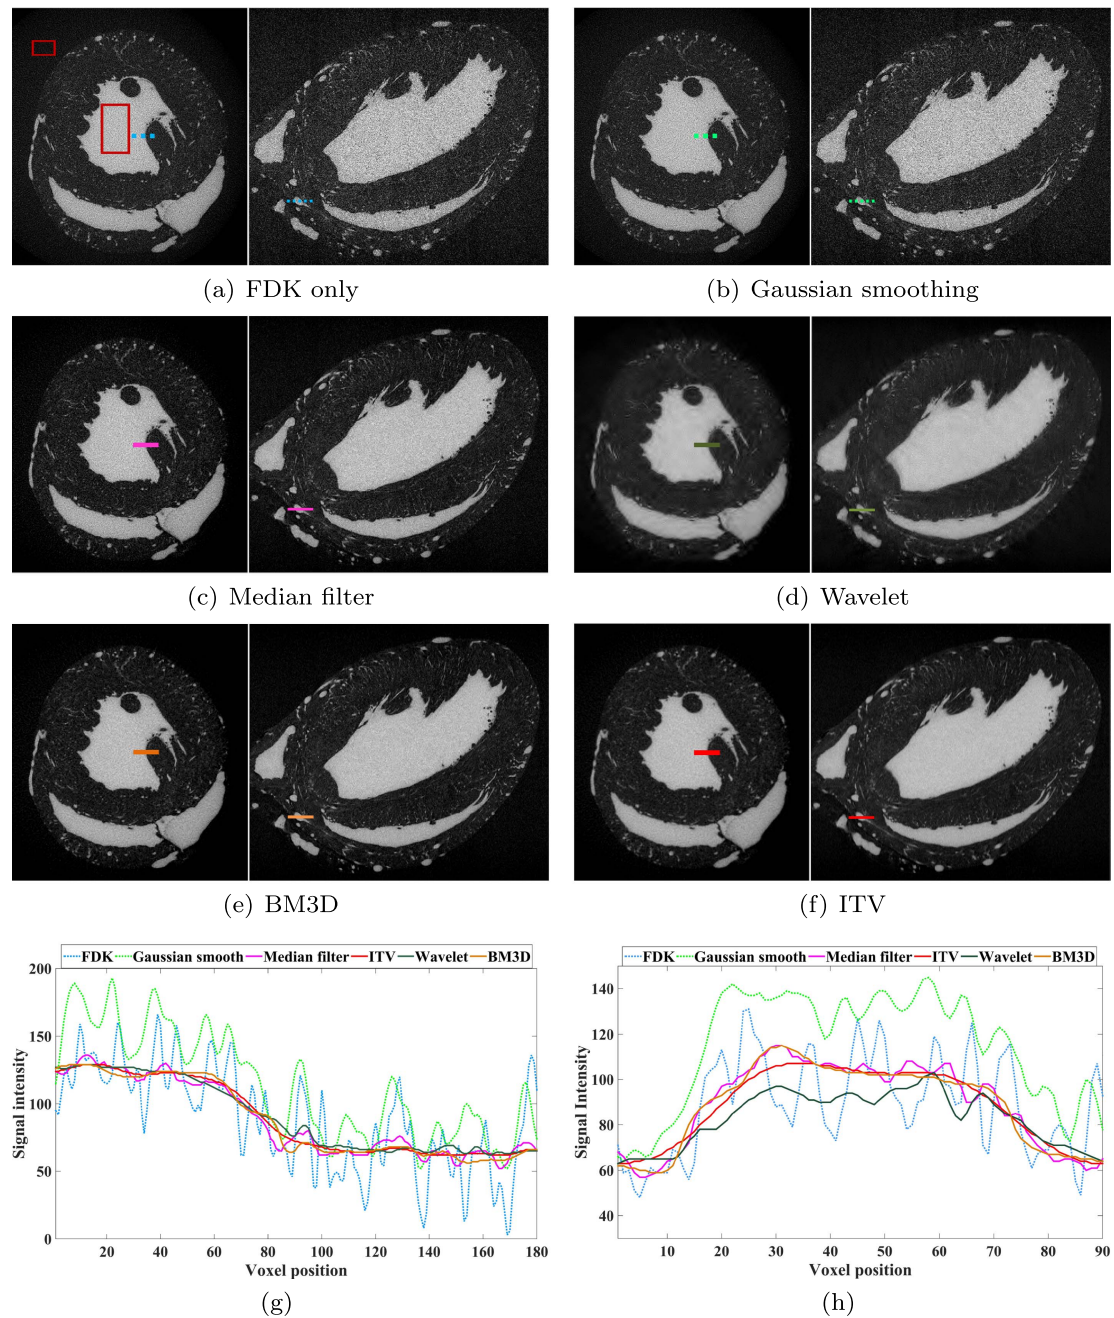 (a) FDK only
(b) Gaussian smoothing
(c) Median filter
(d) Wavelet
(e) BM3D
(f) ITV
FDK Gaussian smooth Median filter ITV Wavelet BM3D
200
150
100
50
0
Signal intensity
20 40 60 80 100 120 140 160 180
Voxel position
(g)
FDK Gaussian smooth Median filter ITV Wavelet BM3D
140
120
100
80
60
40
Signal Intensity
10 20 30 40 50 60 70 80 90
Voxel position
(h)